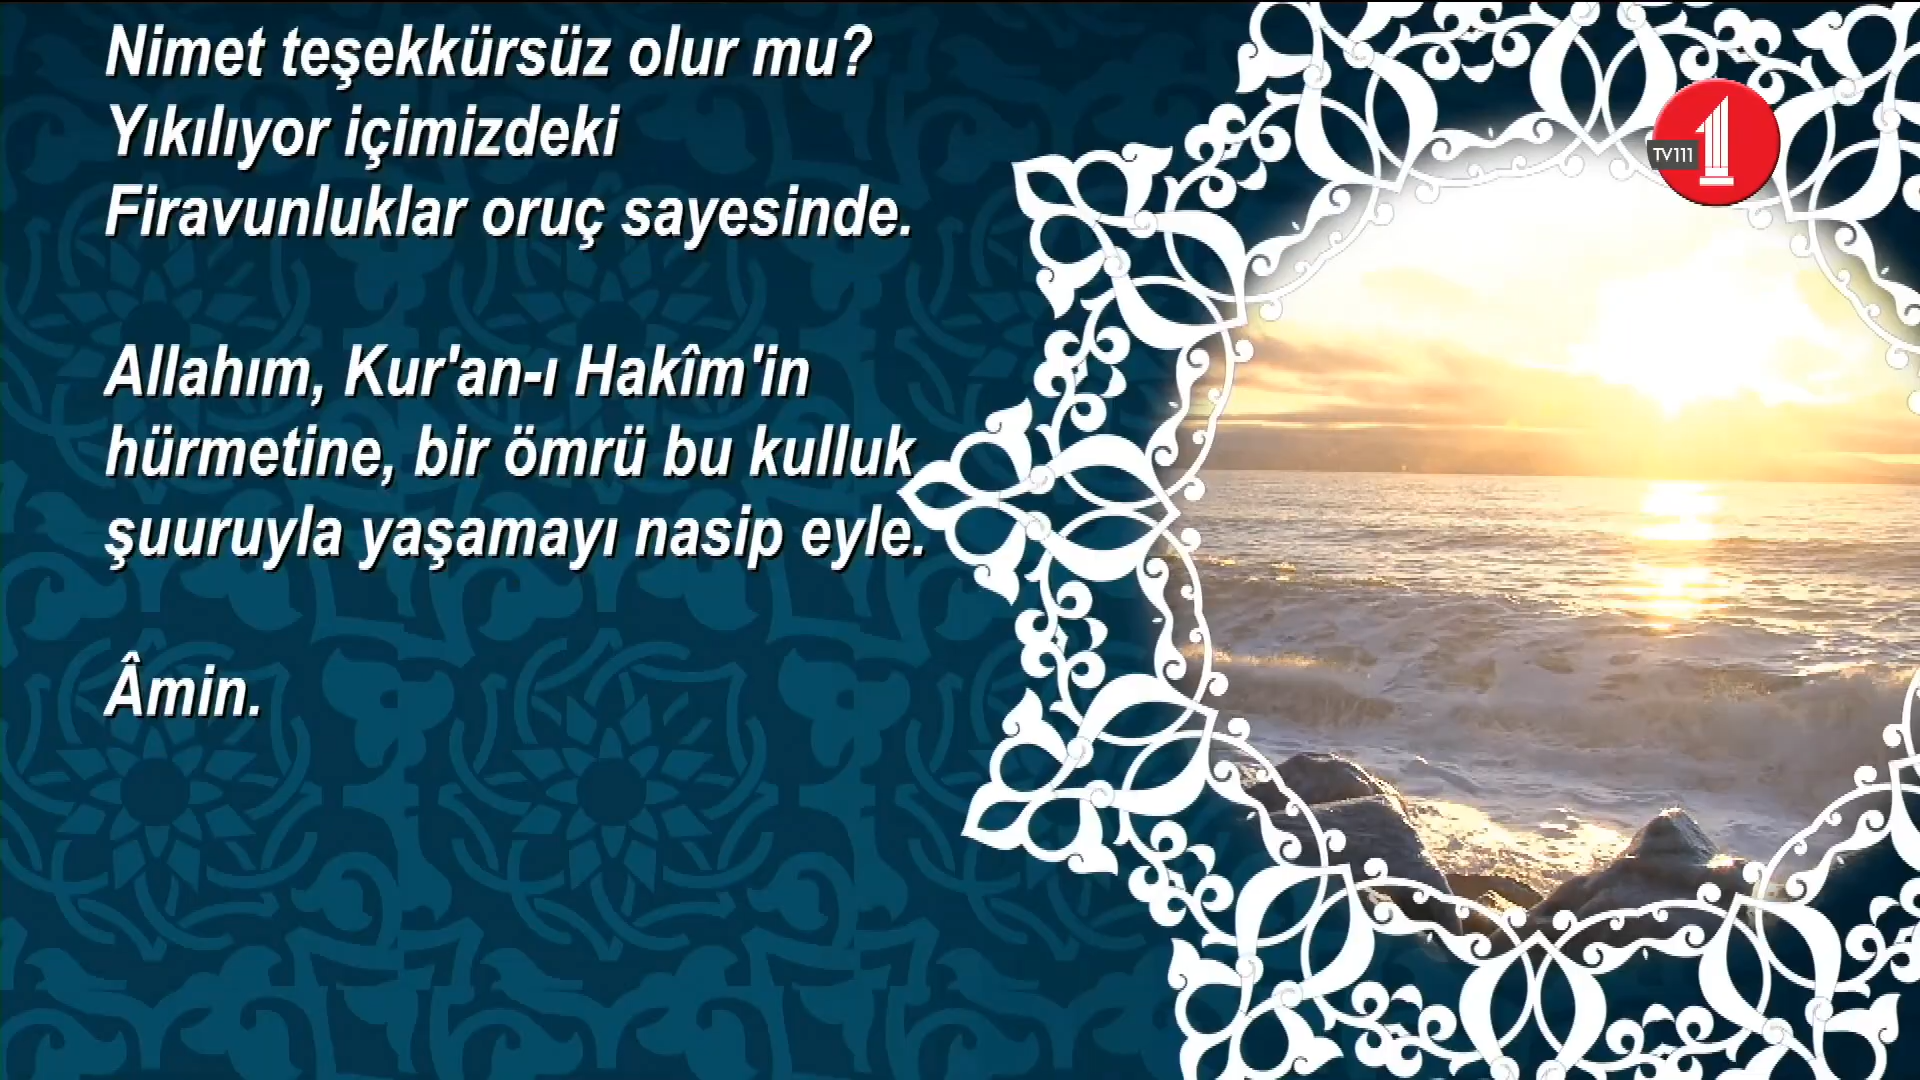 Nimet teşekkürsüz olur mu?
Yıkılıyor içimizdeki
Firavunluklar oruç sayesinde.
Allahım, Kur'an-ı Hakîm'in
hürmetine, bir ömrü bu kulluk
şuuruyla yaşamayı nasip eyle.
Âmin.
TV111
1